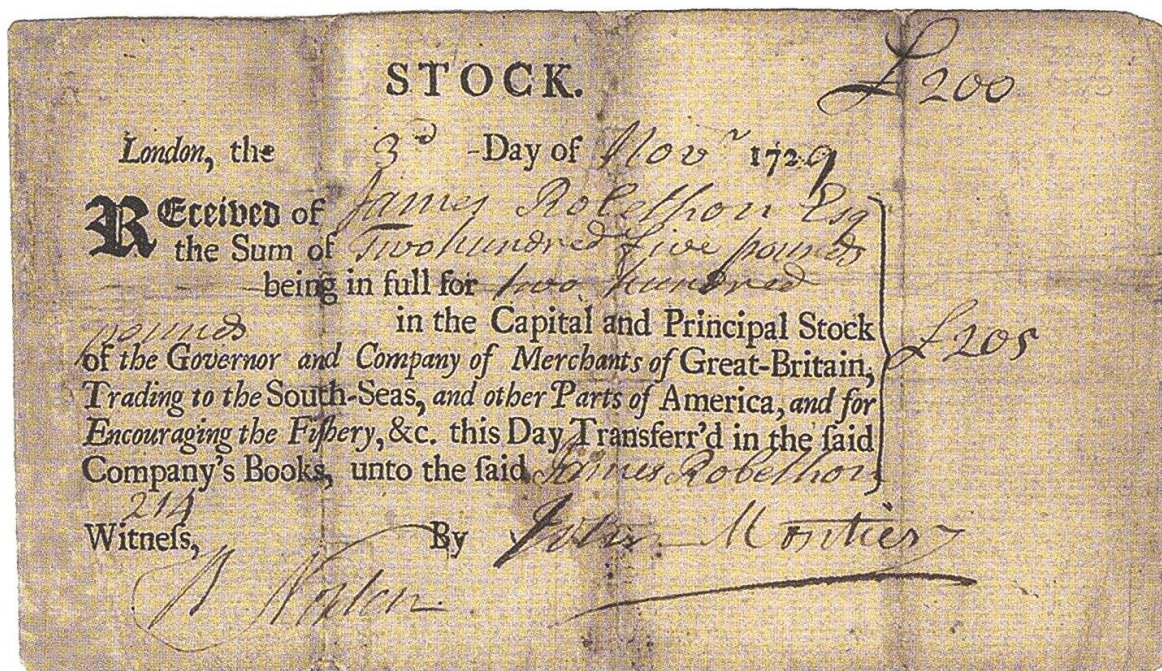 STOCK. £200
London, the 3d Day of Novr 1729
REceived of James Robethon Esq
the Sum of Two hundred five pounds
being in full for two hundred
pounds in the Capital and Principal Stock
of the Governor and Company of Merchants of Great-Britain, £205
Trading to the South-Seas, and other Parts of America, and for
Encouraging the Fiſhery, &c. this Day Transferr'd in the ſaid
Company's Books, unto the ſaid James Robethon
214
Witneſs, By John Montier
Norton